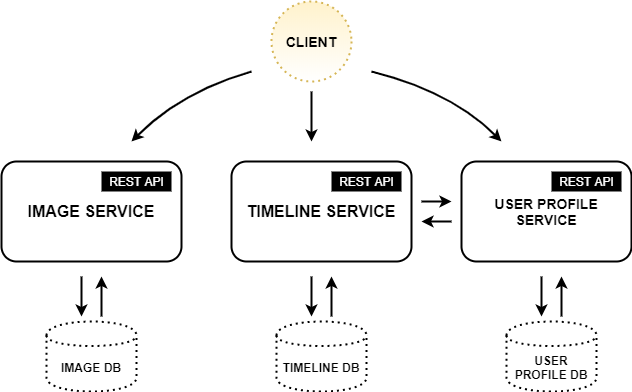 CLIENT
REST API
IMAGE SERVICE
REST API
TIMELINE SERVICE
REST API
USER PROFILE
SERVICE
IMAGE DB
TIMELINE DB
USER
PROFILE DB